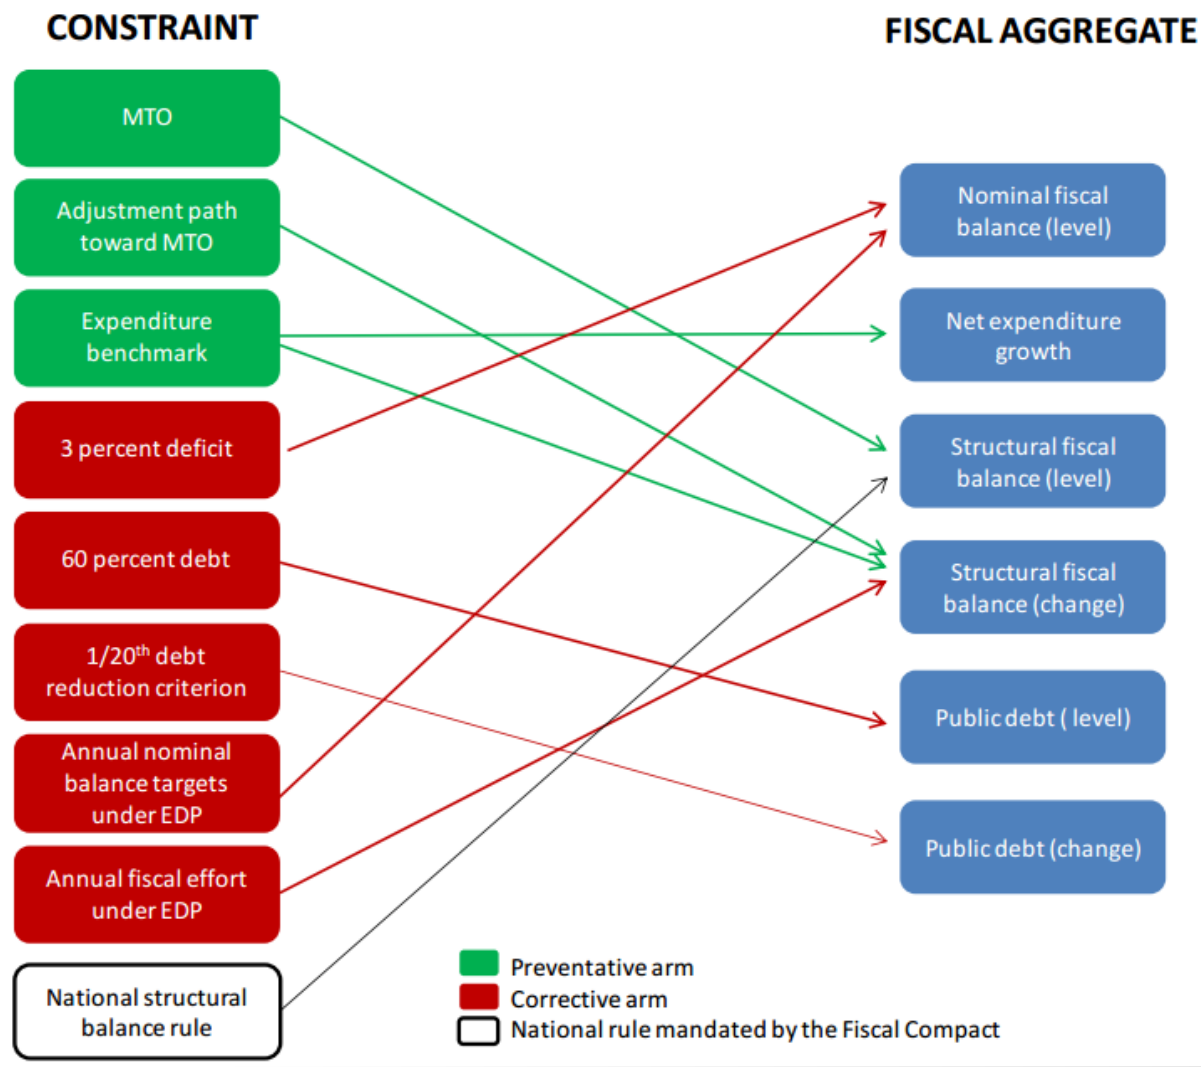 CONSTRAINT
FISCAL AGGREGATE
MTO
Adjustment path
toward MTO
Expenditure
benchmark
3 percent deficit
60 percent debt
1/20th debt
reduction criterion
Annual nominal
balance targets
under EDP
Annual fiscal effort
under EDP
National structural
balance rule
Nominal fiscal
balance (level)
Net expenditure
growth
Structural fiscal
balance (level)
Structural fiscal
balance (change)
Public debt ( level)
Public debt (change)
Preventative arm
Corrective arm
National rule mandated by the Fiscal Compact